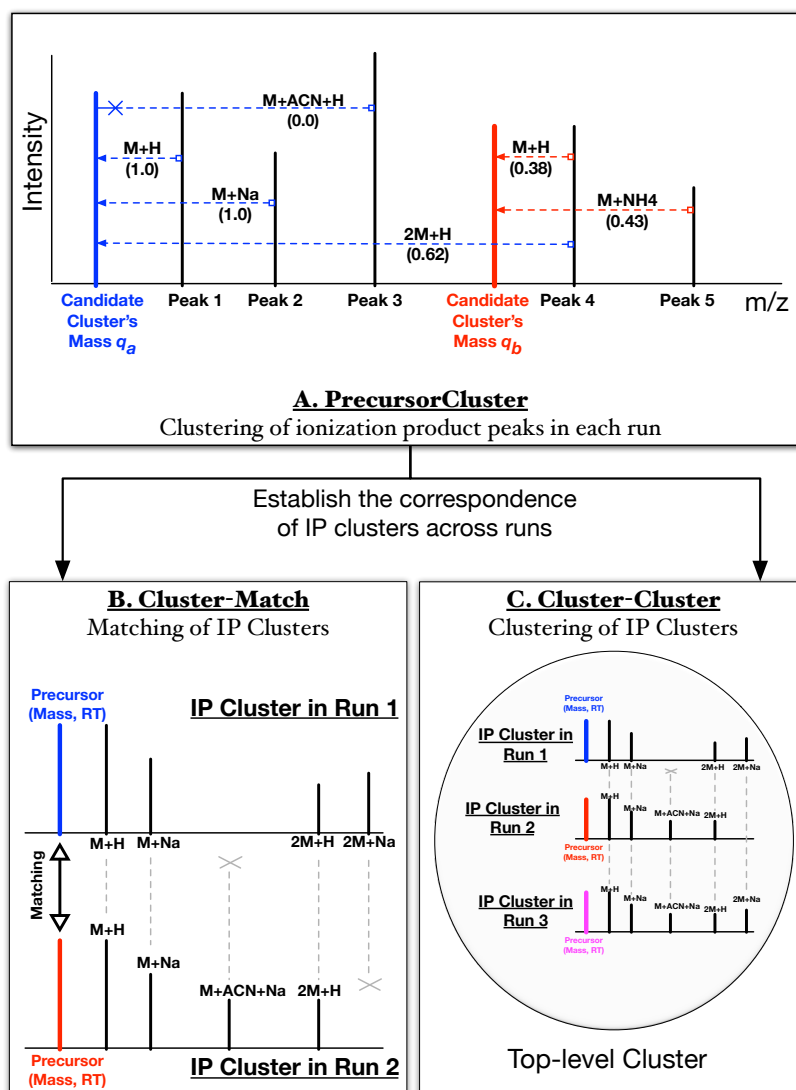 Intensity
M+ACN+H
(0.0)
M+H
(1.0)
M+Na
(1.0)
2M+H
(0.62)
M+H
(0.38)
M+NH4
(0.43)
Candidate
Cluster's
Mass qa
Peak 1
Peak 2
Peak 3
Candidate
Cluster's
Mass qb
Peak 4
Peak 5
m/z
A. PrecursorCluster
Clustering of ionization product peaks in each run
Establish the correspondence
of IP clusters across runs
B. Cluster-Match
Matching of IP Clusters
Precursor
(Mass, RT)
IP Cluster in Run 1
M+H
M+Na
2M+H
2M+Na
Matching
M+H
M+Na
M+ACN+Na
2M+H
Precursor
(Mass, RT)
IP Cluster in Run 2
C. Cluster-Cluster
Clustering of IP Clusters
Precursor
(Mass, RT)
IP Cluster in
Run 1
M+H
M+Na
2M+H
2M+Na
IP Cluster in
Run 2
M+H
M+Na
M+ACN+Na
2M+H
Precursor
(Mass, RT)
IP Cluster in
Run 3
M+H
M+Na
M+ACN+Na
2M+H
2M+Na
Precursor
(Mass, RT)
Top-level Cluster